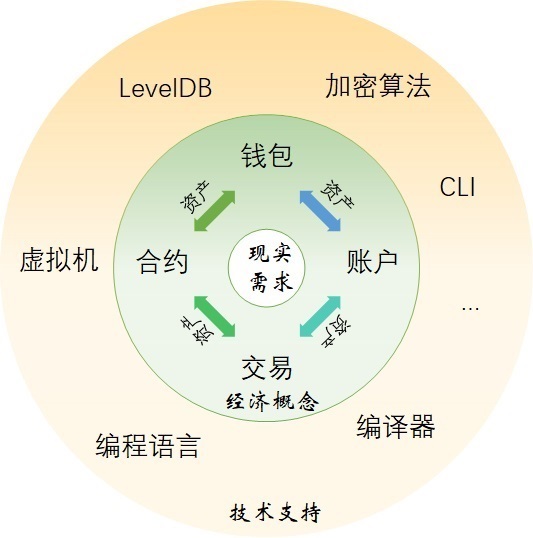 LevelDB
加密算法
钱包
CLI
资产
资产
虚拟机
合约
现实
需求
账户
...
资产
资产
交易
经济概念
编程语言
编译器
技术支持